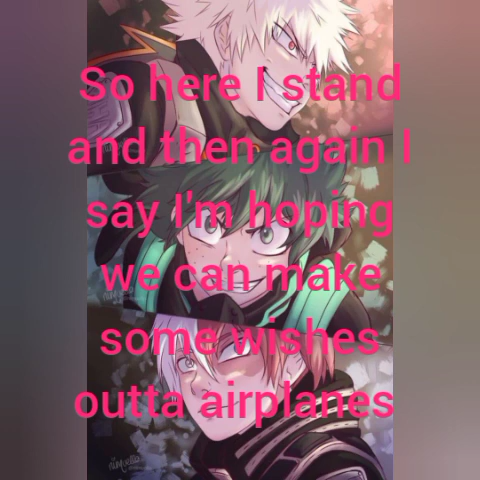 So here I stand
and then again I
say I'm hoping
we can make
some wishes
outta airplanes